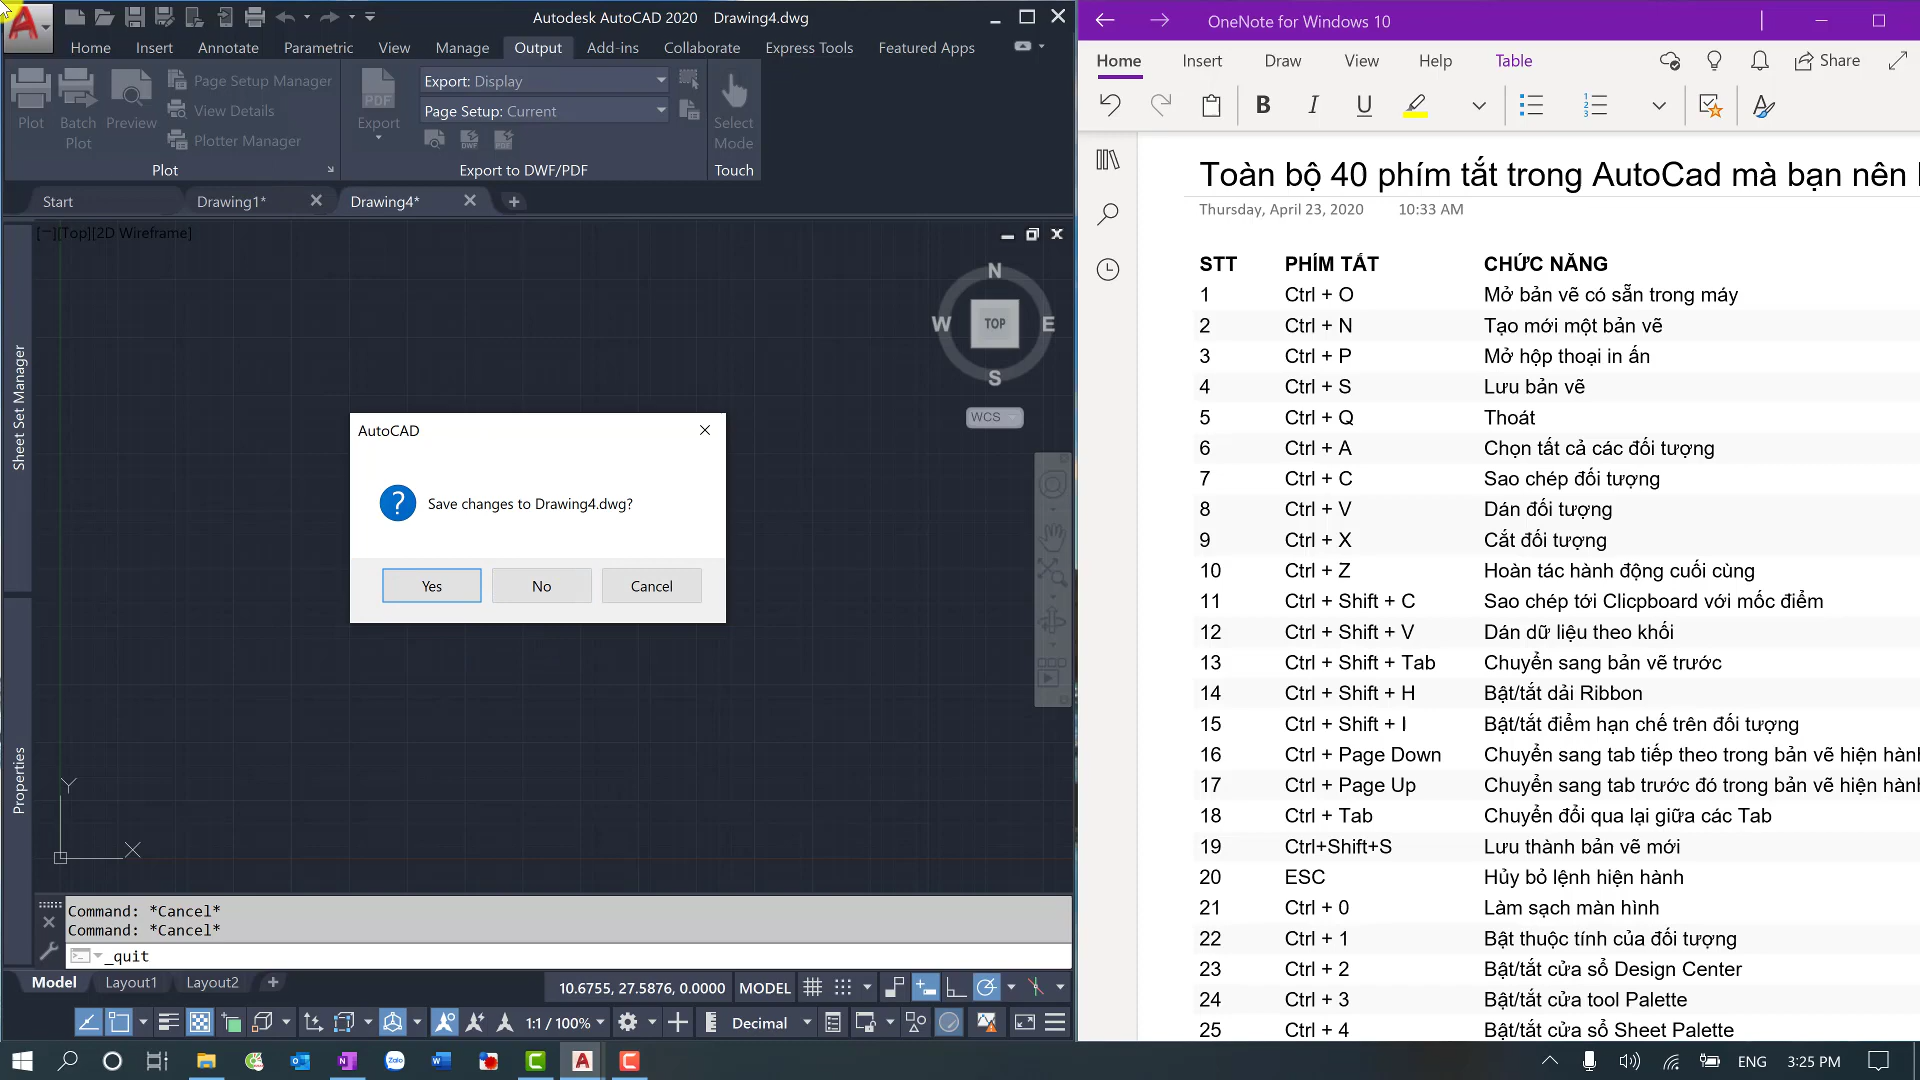 Autodesk AutoCAD 2020 Drawing4.dwg
Home Insert Annotate Parametric View Manage Output Add-ins Collaborate Express Tools Featured Apps
Plot
Batch Plot
Preview
Page Setup Manager
View Details
Plotter Manager
Plot
PDF
Export
Export: Display
Page Setup: Current
DWF
PDF
Export to DWF/PDF
Select Mode
Touch
Start Drawing1* Drawing4*
[−][Top][2D Wireframe]
N
W TOP E
S
WCS
Sheet Set Manager
Properties
AutoCAD
Save changes to Drawing4.dwg?
Yes No Cancel
Y
X
Command: *Cancel*
Command: *Cancel*
_quit
Model Layout1 Layout2
10.6755, 27.5876, 0.0000 MODEL
1:1 / 100% Decimal
OneNote for Windows 10
Home Insert Draw View Help Table Share
B I U
Toàn bộ 40 phím tắt trong AutoCad mà bạn nên
Thursday, April 23, 2020 10:33 AM
STT PHÍM TẮT CHỨC NĂNG
1 Ctrl + O Mở bản vẽ có sẵn trong máy
2 Ctrl + N Tạo mới một bản vẽ
3 Ctrl + P Mở hộp thoại in ấn
4 Ctrl + S Lưu bản vẽ
5 Ctrl + Q Thoát
6 Ctrl + A Chọn tất cả các đối tượng
7 Ctrl + C Sao chép đối tượng
8 Ctrl + V Dán đối tượng
9 Ctrl + X Cắt đối tượng
10 Ctrl + Z Hoàn tác hành động cuối cùng
11 Ctrl + Shift + C Sao chép tới Clicpboard với mốc điểm
12 Ctrl + Shift + V Dán dữ liệu theo khối
13 Ctrl + Shift + Tab Chuyển sang bản vẽ trước
14 Ctrl + Shift + H Bật/tắt dải Ribbon
15 Ctrl + Shift + I Bật/tắt điểm hạn chế trên đối tượng
16 Ctrl + Page Down Chuyển sang tab tiếp theo trong bản vẽ hiện hành
17 Ctrl + Page Up Chuyển sang tab trước đó trong bản vẽ hiện hành
18 Ctrl + Tab Chuyển đổi qua lại giữa các Tab
19 Ctrl+Shift+S Lưu thành bản vẽ mới
20 ESC Hủy bỏ lệnh hiện hành
21 Ctrl + 0 Làm sạch màn hình
22 Ctrl + 1 Bật thuộc tính của đối tượng
23 Ctrl + 2 Bật/tắt cửa sổ Design Center
24 Ctrl + 3 Bật/tắt cửa tool Palette
25 Ctrl + 4 Bật/tắt cửa sổ Sheet Palette
Zalo
ENG 3:25 PM